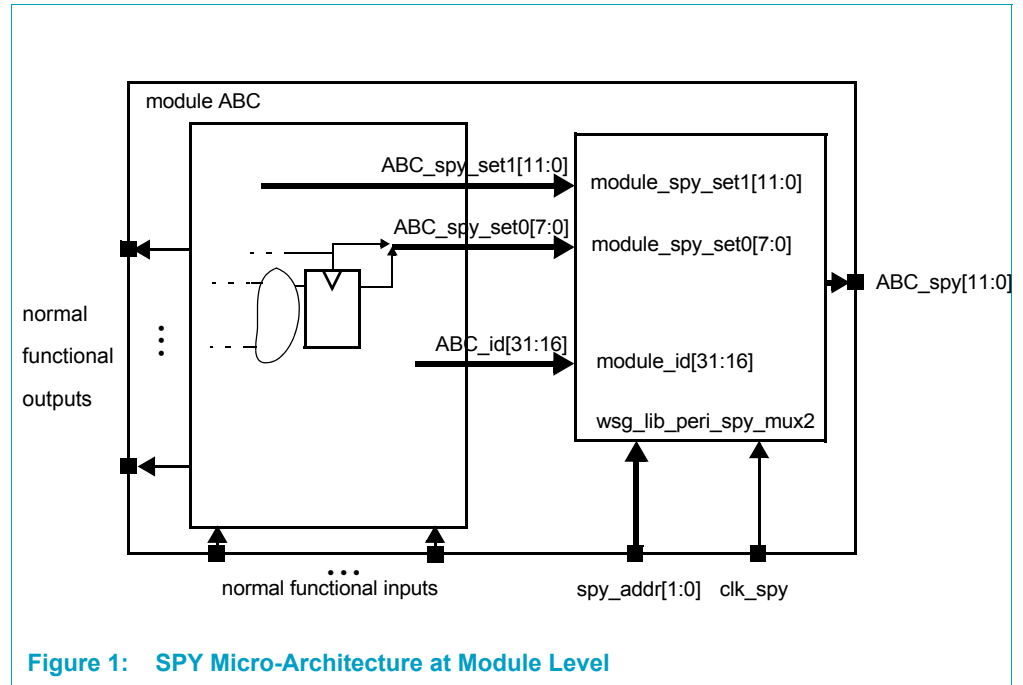 module ABC
ABC_spy_set1[11:0]
module_spy_set1[11:0]
ABC_spy_set0[7:0]
module_spy_set0[7:0]
ABC_spy[11:0]
normal
functional
outputs
ABC_id[31:16]
module_id[31:16]
wsg_lib_peri_spy_mux2
normal functional inputs
spy_addr[1:0]
clk_spy
Figure 1: SPY Micro-Architecture at Module Level